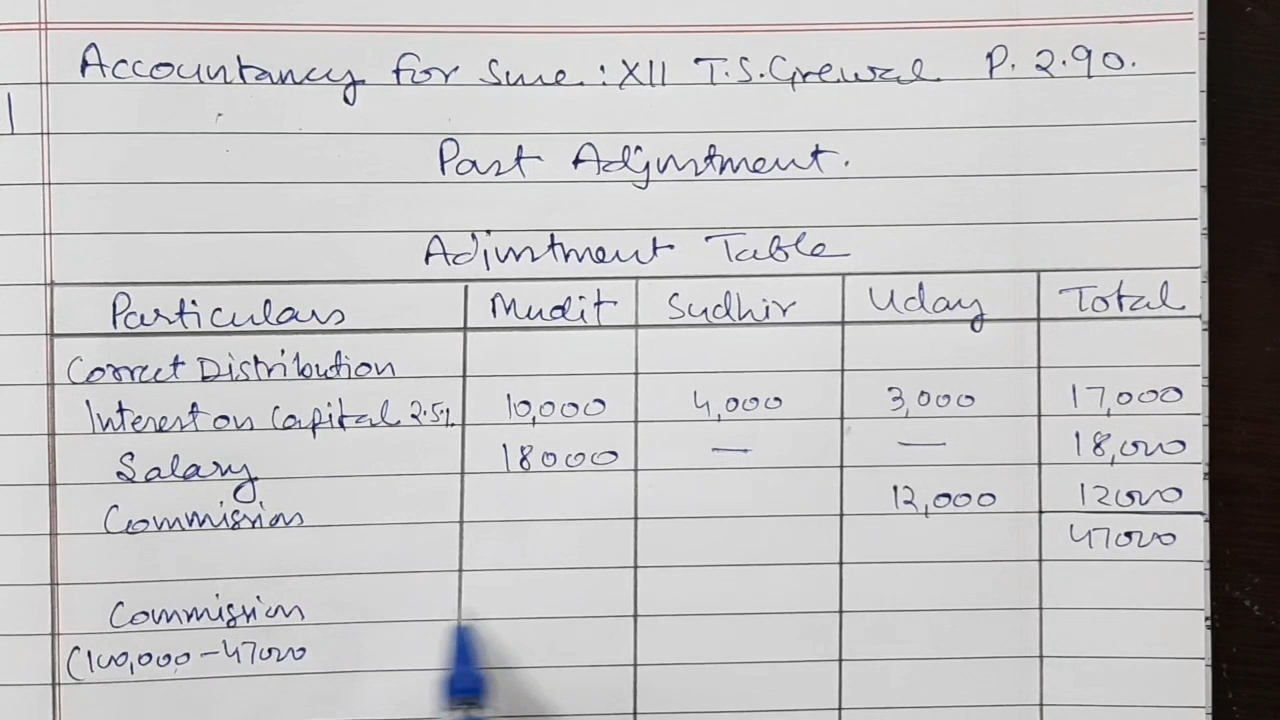 Accountancy for Sure : XII T.S.Grewal P. 2.90.
Past Adjustment.
Adjustment Table
Particulars Mudit Sudhir Uday Total
Correct Distribution
Interest on Capital 2.5%. 10,000 4,000 3,000 17,000
Salary 18000 — — 18,000
Commission 12,000 12000
47000
Commission
(100,000 - 47000